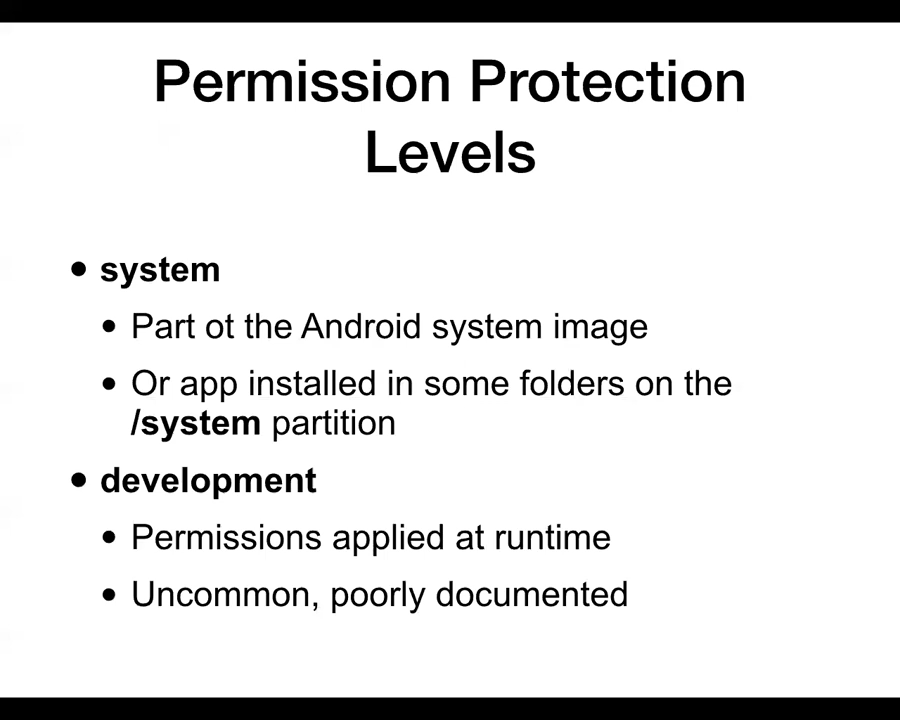 Permission Protection
Levels
• system
• Part ot the Android system image
• Or app installed in some folders on the
/system partition
• development
• Permissions applied at runtime
• Uncommon, poorly documented